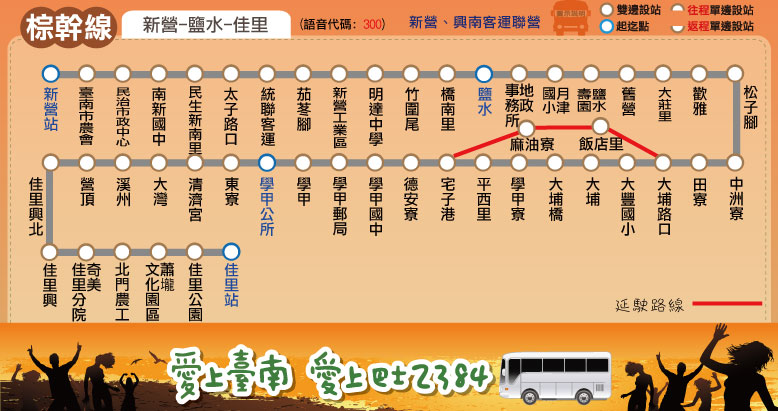 棕幹線
新營-鹽水-佳里
(語音代碼：300)
新營、興南客運聯營
圖示說明
雙邊設站
往程單邊設站
起迄點
返程單邊設站
新營站
臺南市農會
民治市政中心
南新國中
民生新南里
太子路口
統聯客運
茄苳腳
新營工業區
明達中學
竹圍尾
橋南里
鹽水
地政事務所
月津國小
鹽水壽園
舊營
大莊里
歡雅
松子腳
麻油寮
飯店里
佳里興北
營頂
溪州
大灣
清濟宮
東寮
學甲公所
學甲
學甲郵局
學甲國中
德安寮
宅子港
平西里
學甲寮
大埔橋
大埔
大豐國小
大埔路口
田寮
中洲寮
佳里興
奇美佳里分院
北門農工
蕭壠文化園區
佳里公園
佳里站
延駛路線
愛上臺南 愛上巴士2384